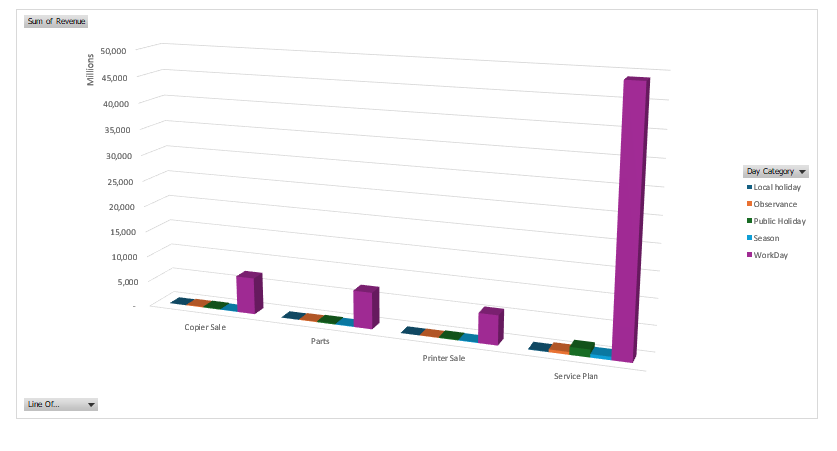 Sum of Revenue
Millions
50,000
45,000
40,000
35,000
30,000
25,000
20,000
15,000
10,000
5,000
-
Copier Sale
Parts
Printer Sale
Service Plan
Day Category
Local holiday
Observance
Public Holiday
Season
WorkDay
Line Of...